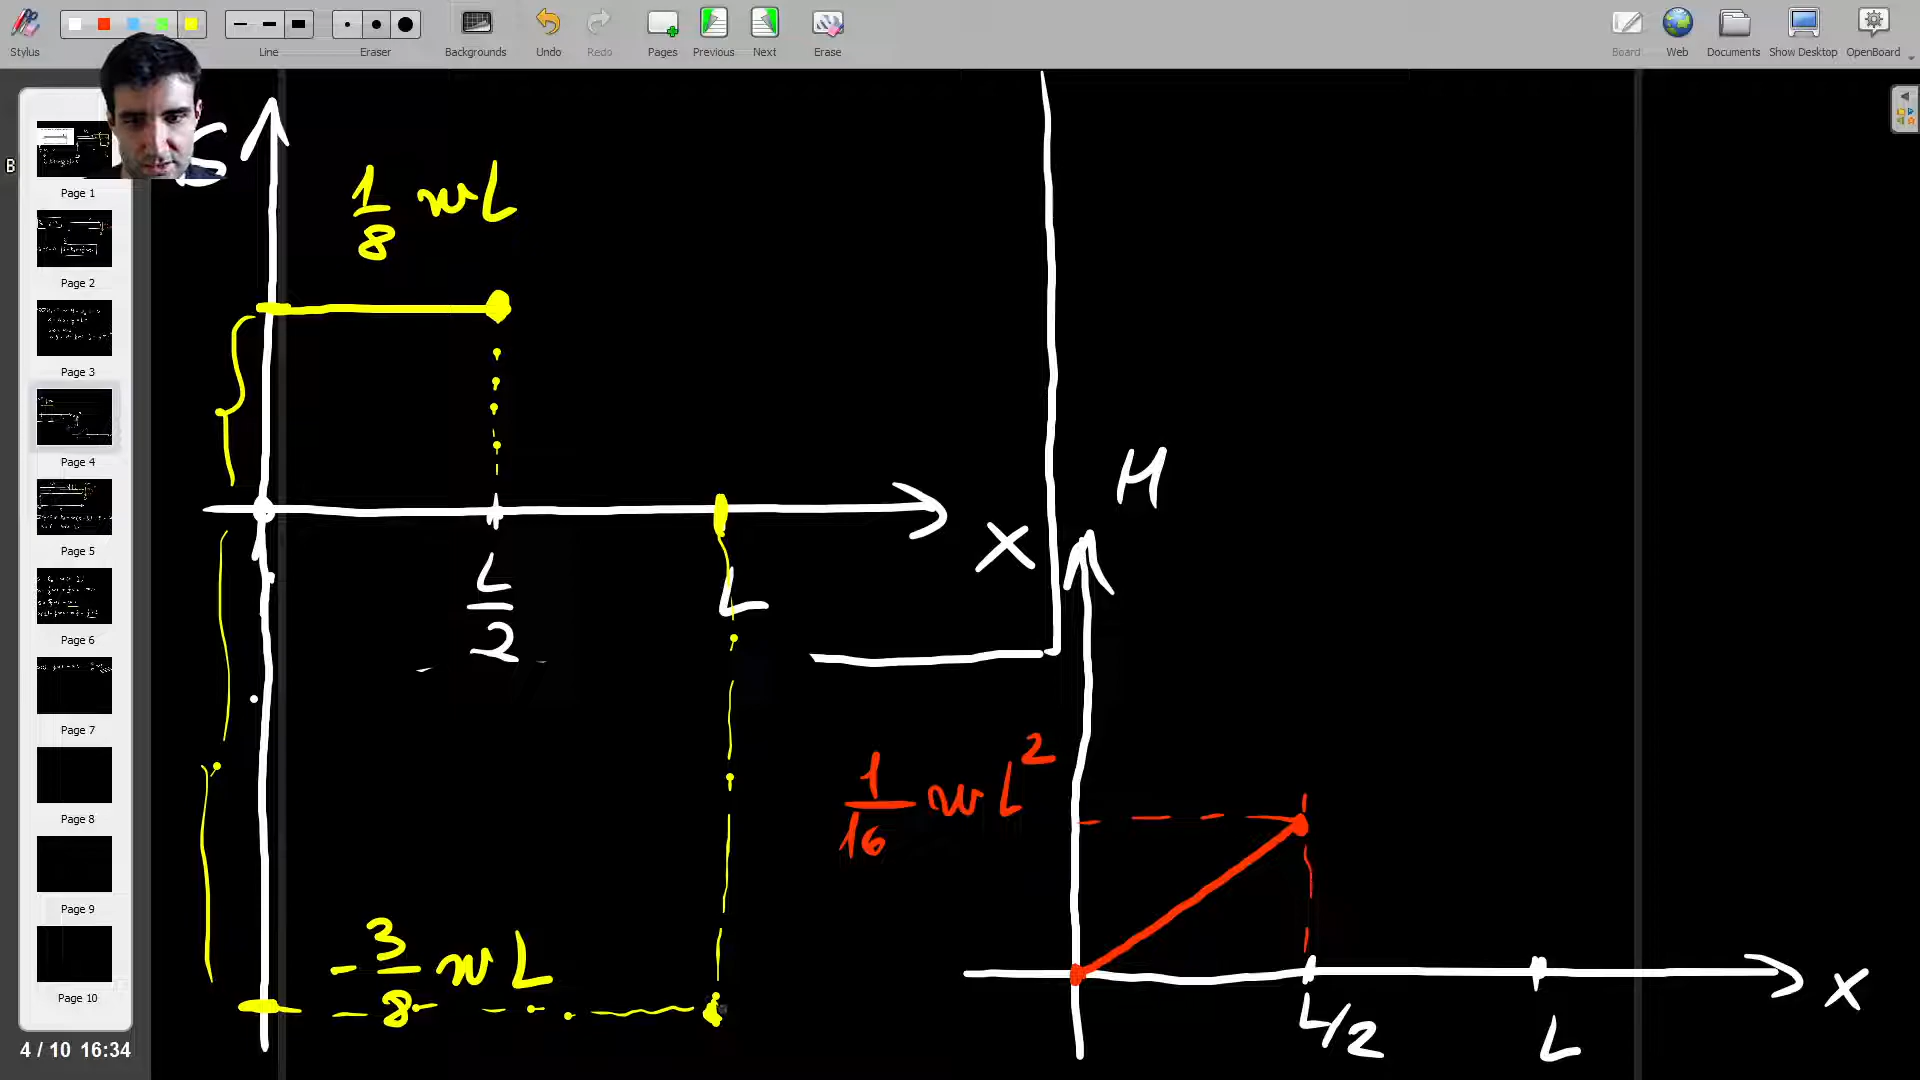 Stylus
Line
Eraser
Backgrounds
Undo
Redo
Pages
Previous
Next
Erase
Board
Web
Documents
Show Desktop
OpenBoard
B
Page 1
Page 2
Page 3
Page 4
Page 5
Page 6
Page 7
Page 8
Page 9
Page 10
4 / 10 16:34
1/8 wL
L/2
L
X
-3/8 wL
M
1/16 wL²
L/2
L
X